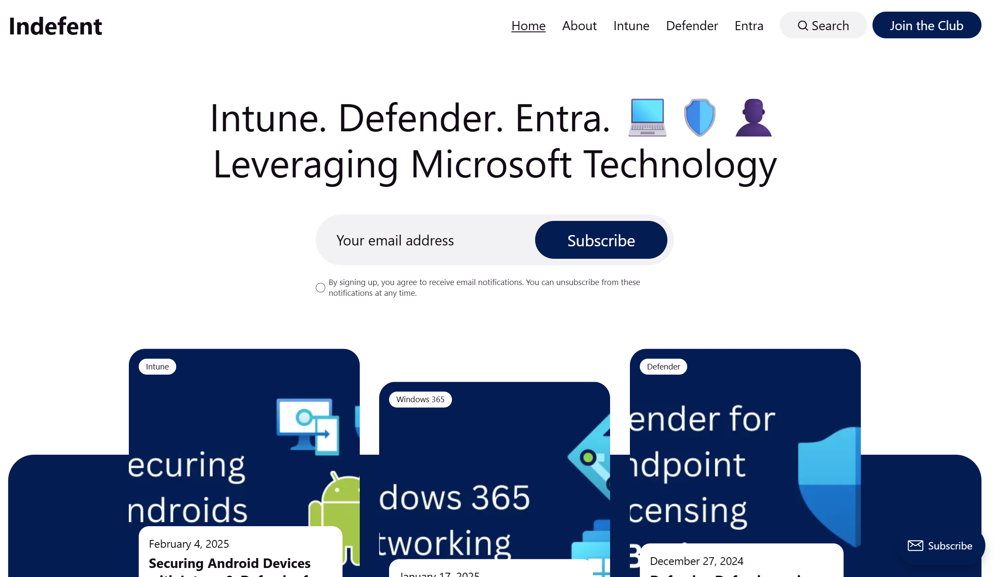 Indefent
Home About Intune Defender Entra Search Join the Club
Intune. Defender. Entra.
Leveraging Microsoft Technology
Your email address Subscribe
By signing up, you agree to receive email notifications. You can unsubscribe from these
notifications at any time.
Intune
ecuring
ndroids
February 4, 2025
Securing Android Devices
Windows 365
dows 365
tworking
January 17, 2025
Defender
ender for
ndpoint
censing
December 27, 2024
Subscribe